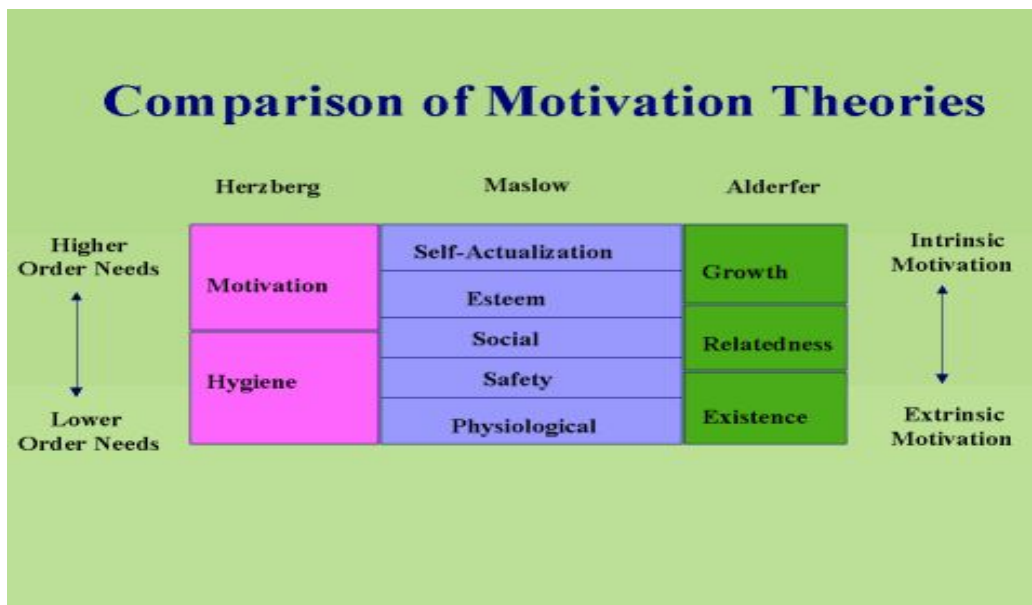 Comparison of Motivation Theories
Herzberg
Maslow
Alderfer
Higher
Order Needs
Lower
Order Needs
Motivation
Hygiene
Self-Actualization
Esteem
Social
Safety
Physiological
Growth
Relatedness
Existence
Intrinsic
Motivation
Extrinsic
Motivation